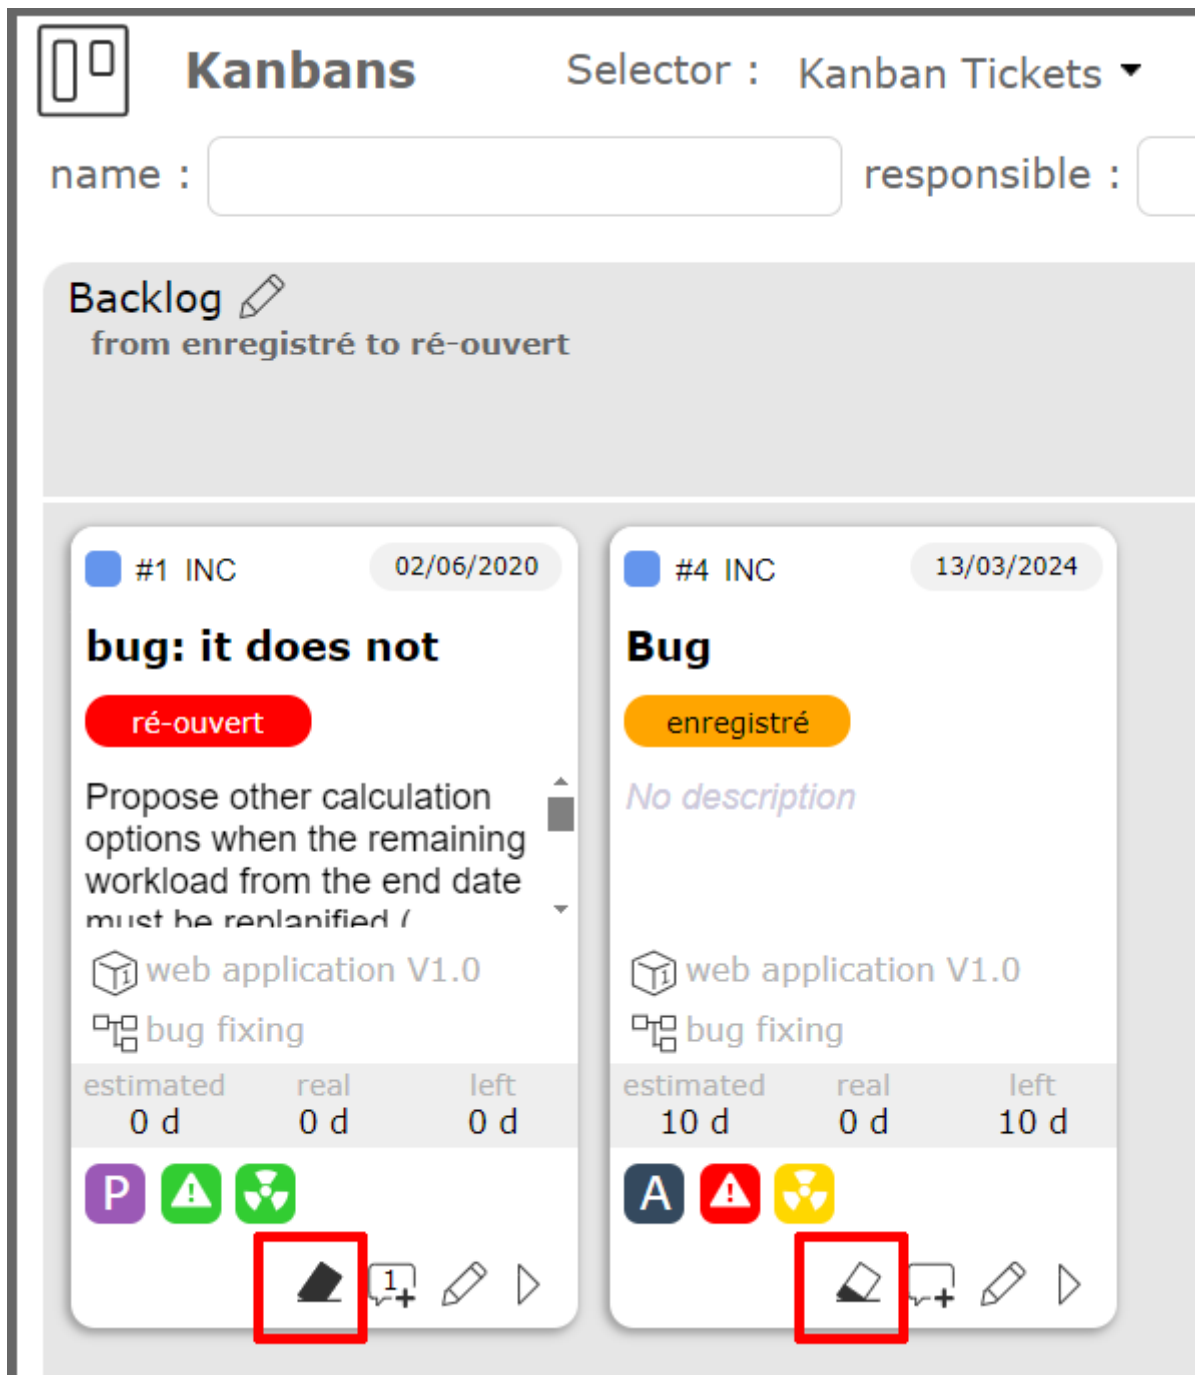 Kanbans Selector : Kanban Tickets
name : responsible :
Backlog
from enregistré to ré-ouvert
#1 INC 02/06/2020
bug: it does not
ré-ouvert
Propose other calculation
options when the remaining
workload from the end date
must be replanified (
web application V1.0
bug fixing
estimated real left
0 d 0 d 0 d
P
1
#4 INC 13/03/2024
Bug
enregistré
No description
web application V1.0
bug fixing
estimated real left
10 d 0 d 10 d
A